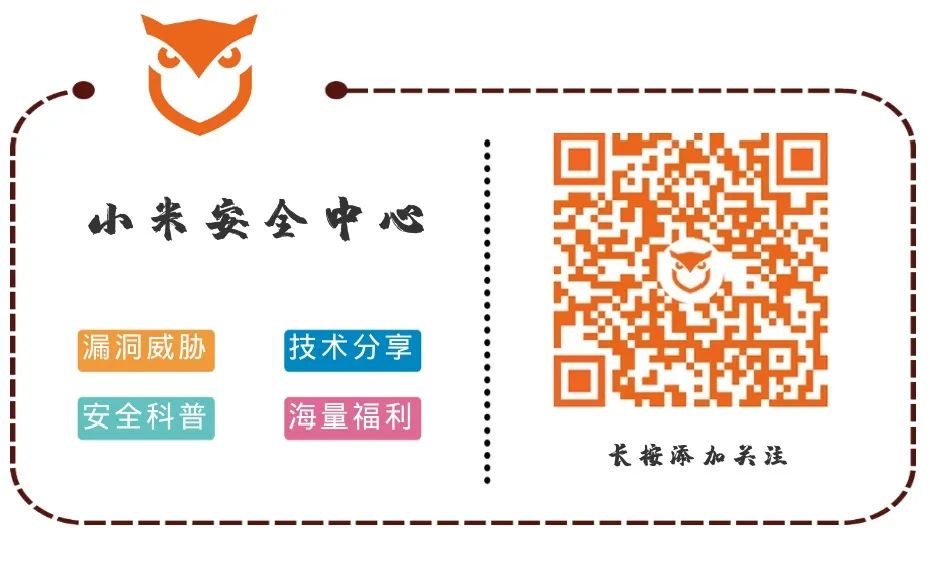 小米安全中心
漏洞威胁 技术分享
安全科普 海量福利
长按添加关注